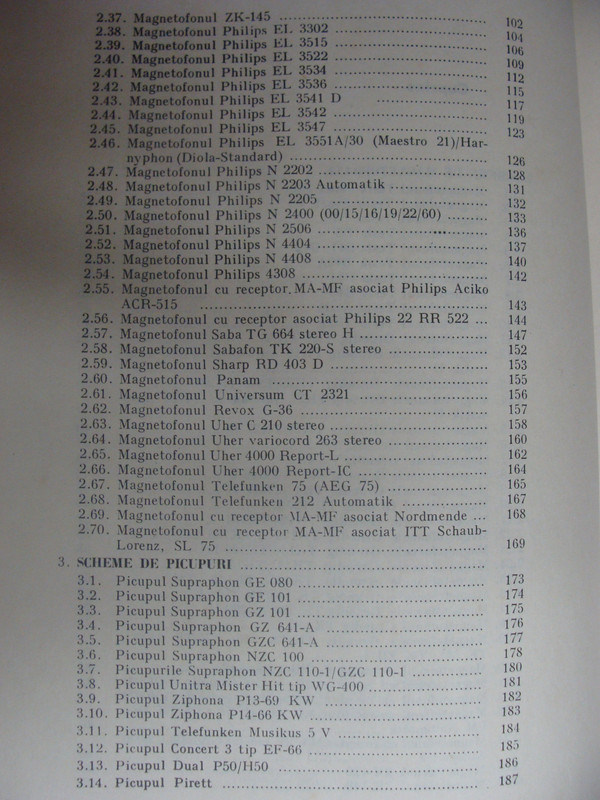 2.37. Magnetofonul ZK-145 ........ 102
2.38. Magnetofonul Philips EL 3302 ........ 104
2.39. Magnetofonul Philips EL 3515 ........ 106
2.40. Magnetofonul Philips EL 3522 ........ 109
2.41. Magnetofonul Philips EL 3534 ........ 112
2.42. Magnetofonul Philips EL 3536 ........ 115
2.43. Magnetofonul Philips EL 3541 D ........ 117
2.44. Magnetofonul Philips EL 3542 ........ 119
2.45. Magnetofonul Philips EL 3547 ........ 123
2.46. Magnetofonul Philips EL 3551A/30 (Maestro 21)/Har-
nyphon (Diola-Standard) ........ 126
2.47. Magnetofonul Philips N 2202 ........ 128
2.48. Magnetofonul Philips N 2203 Automatik ........ 131
2.49. Magnetofonul Philips N 2205 ........ 132
2.50. Magnetofonul Philips N 2400 (00/15/16/19/22/60) ........ 133
2.51. Magnetofonul Philips N 2506 ........ 136
2.52. Magnetofonul Philips N 4404 ........ 137
2.53. Magnetofonul Philips N 4408 ........ 140
2.54. Magnetofonul Philips 4308 ........ 142
2.55. Magnetofonul cu receptor MA-MF asociat Philips Aciko
ACR-515 ........ 143
2.56. Magnetofonul cu receptor asociat Philips 22 RR 522 ... 144
2.57. Magnetofonul Saba TG 664 stereo H ........ 147
2.58. Magnetofonul Sabafon TK 220-S stereo ........ 152
2.59. Magnetofonul Sharp RD 403 D ........ 153
2.60. Magnetofonul Panam ........ 155
2.61. Magnetofonul Universum CT 2321 ........ 156
2.62. Magnetofonul Revox G-36 ........ 157
2.63. Magnetofonul Uher C 210 stereo ........ 158
2.64. Magnetofonul Uher variocord 263 stereo ........ 160
2.65. Magnetofonul Uher 4000 Report-L ........ 162
2.66. Magnetofonul Uher 4000 Report-IC ........ 164
2.67. Magnetofonul Telefunken 75 (AEG 75) ........ 165
2.68. Magnetofonul Telefunken 212 Automatik ........ 167
2.69. Magnetofonul cu receptor MA-MF asociat Nordmende ... 168
2.70. Magnetofonul cu receptor MA-MF asociat ITT Schaub-
Lorenz, SL 75 ........ 169
3. SCHEME DE PICUPURI ........
3.1. Picupul Supraphon GE 080 ........ 173
3.2. Picupul Supraphon GE 101 ........ 174
3.3. Picupul Supraphon GZ 101 ........ 175
3.4. Picupul Supraphon GZ 641-A ........ 176
3.5. Picupul Supraphon GZC 641-A ........ 177
3.6. Picupul Supraphon NZC 100 ........ 178
3.7. Picupurile Supraphon NZC 110-1/GZC 110-1 ........ 180
3.8. Picupul Unitra Mister Hit tip WG-400 ........ 181
3.9. Picupul Ziphona P13-69 KW ........ 182
3.10. Picupul Ziphona P14-66 KW ........ 183
3.11. Picupul Telefunken Musikus 5 V ........ 184
3.12. Picupul Concert 3 tip EF-66 ........ 185
3.13. Picupul Dual P50/H50 ........ 186
3.14. Picupul Pirett ........ 187